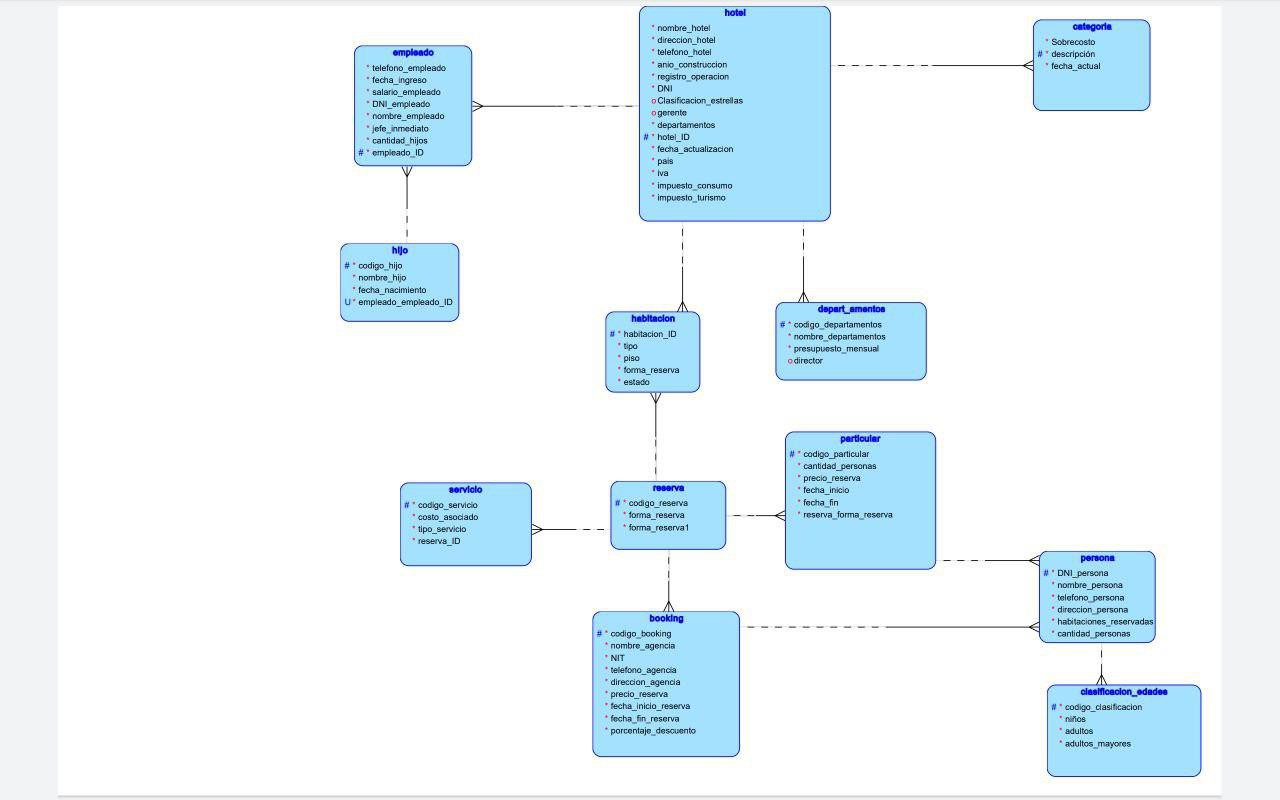 hotel
* nombre_hotel
* direccion_hotel
* telefono_hotel
* anio_construccion
* registro_operacion
* DNI
o Clasificacion_estrellas
o gerente
* departamentos
# * hotel_ID
* fecha_actualizacion
* pais
* iva
* impuesto_consumo
* impuesto_turismo
categoria
* Sobrecosto
# * descripción
* fecha_actual
empleado
* telefono_empleado
* fecha_ingreso
* salario_empleado
* DNI_empleado
* nombre_empleado
* jefe_inmediato
* cantidad_hijos
# * empleado_ID
hijo
# * codigo_hijo
* nombre_hijo
* fecha_nacimiento
U * empleado_empleado_ID
habitacion
# * habitacion_ID
* tipo
* piso
* forma_reserva
* estado
depart_amentos
# * codigo_departamentos
* nombre_departamentos
* presupuesto_mensual
o director
particular
# * codigo_particular
* cantidad_personas
* precio_reserva
* fecha_inicio
* fecha_fin
* reserva_forma_reserva
servicio
# * codigo_servicio
* costo_asociado
* tipo_servicio
* reserva_ID
reserva
# * codigo_reserva
* forma_reserva
* forma_reserva1
persona
# * DNI_persona
* nombre_persona
* telefono_persona
* direccion_persona
* habitaciones_reservadas
* cantidad_personas
booking
# * codigo_booking
* nombre_agencia
* NIT
* telefono_agencia
* direccion_agencia
* precio_reserva
* fecha_inicio_reserva
* fecha_fin_reserva
* porcentaje_descuento
clasificacion_edades
# * codigo_clasificacion
* niños
* adultos
* adultos_mayores